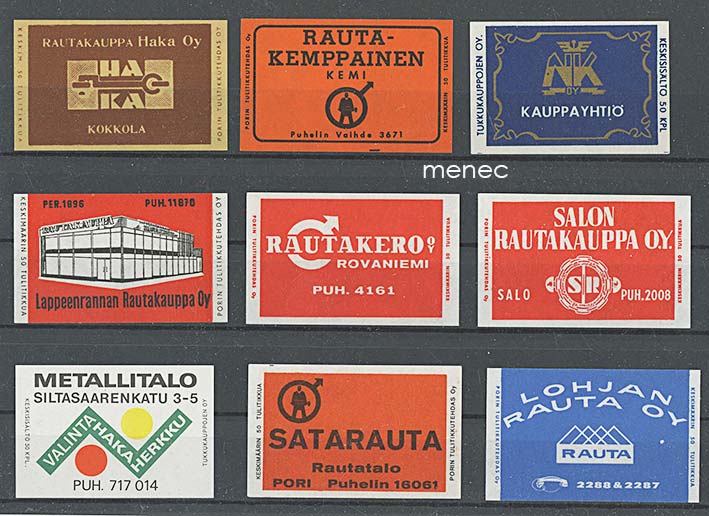 KESKIM. 50 TULITIKKUA
RAUTAKAUPPA Haka Oy
HA
KA
KOKKOLA
PORIN TULITIKKUTEHDAS Oy
PORIN TULITIKKUTEHDAS Oy
RAUTA-
KEMPPAINEN
KEMI
Puhelin Vaihde 3671
KESKIMÄÄRIN 50 TULITIKKUA
TUKKUKAUPPOJEN OY.
NK
OY
KAUPPAYHTIÖ
KESKISISALTO 50 KPL
menec
KESKIMÄÄRIN 50 TULITIKKUA
PER. 1896 PUH. 11870
RAUTAKAUPPA
Lappeenrannan Rautakauppa Oy
PORIN TULITIKKUTEHDAS OY
PORIN TULITIKKUTEHDAS Oy
RAUTAKERO OY
ROVANIEMI
PUH. 4161
KESKIMÄÄRIN 50 TULITIKKUA
PORIN TULITIKKUTEHDAS Oy
SALON
RAUTAKAUPPA O.Y.
SR
SALO PUH. 2008
KESKIMÄÄRIN 50 TULITIKKUA
KESKISISALTO 50 KPL.
METALLITALO
SILTASAARENKATU 3-5
VALINTA
HAKA
HERKKU
PUH. 717 014
TUKKUKAUPPOJEN OY
KESKIMÄÄRIN 50 TULITIKKUA
SATARAUTA
Rautatalo
PORI Puhelin 16061
PORIN TULITIKKUTEHDAS Oy
PORIN TULITIKKUTEHDAS Oy
LOHJAN
RAUTA OY
RAUTA
2288 & 2287
KESKIMÄÄRIN 50 TULITIKKUA